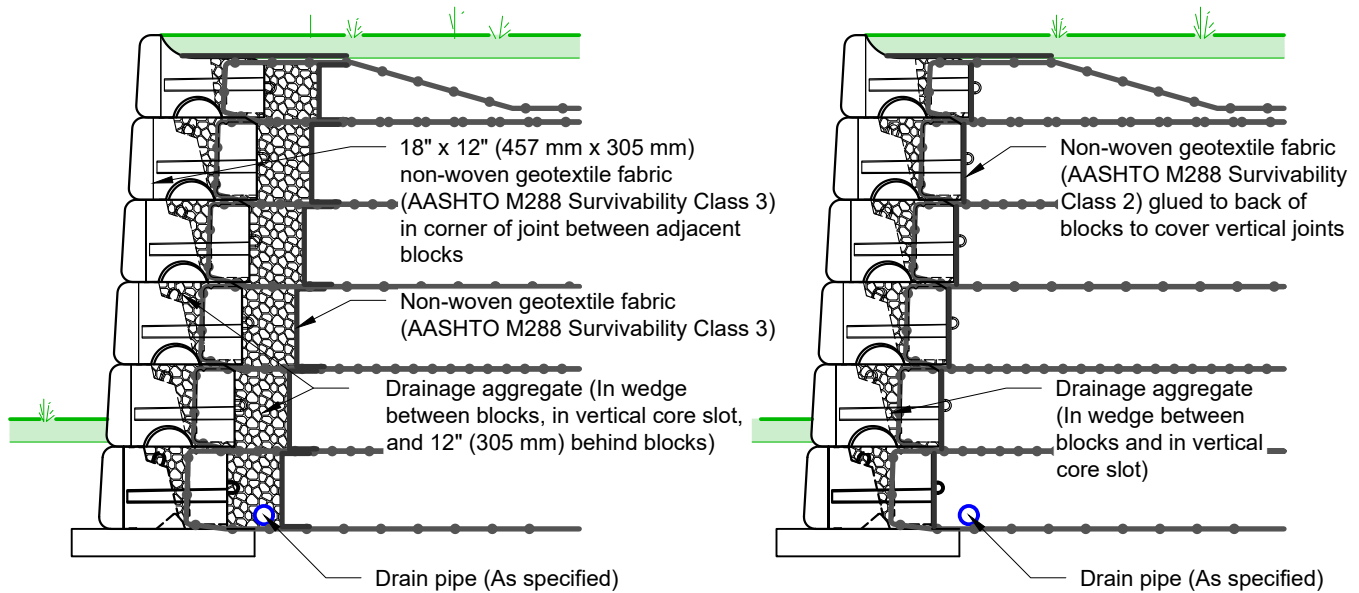 18" x 12" (457 mm x 305 mm)
non-woven geotextile fabric
(AASHTO M288 Survivability Class 3)
in corner of joint between adjacent
blocks
Non-woven geotextile fabric
(AASHTO M288 Survivability Class 3)
Drainage aggregate (In wedge
between blocks, in vertical core slot,
and 12" (305 mm) behind blocks)
Drain pipe (As specified)
Non-woven geotextile fabric
(AASHTO M288 Survivability
Class 2) glued to back of
blocks to cover vertical joints
Drainage aggregate
(In wedge between
blocks and in vertical
core slot)
Drain pipe (As specified)